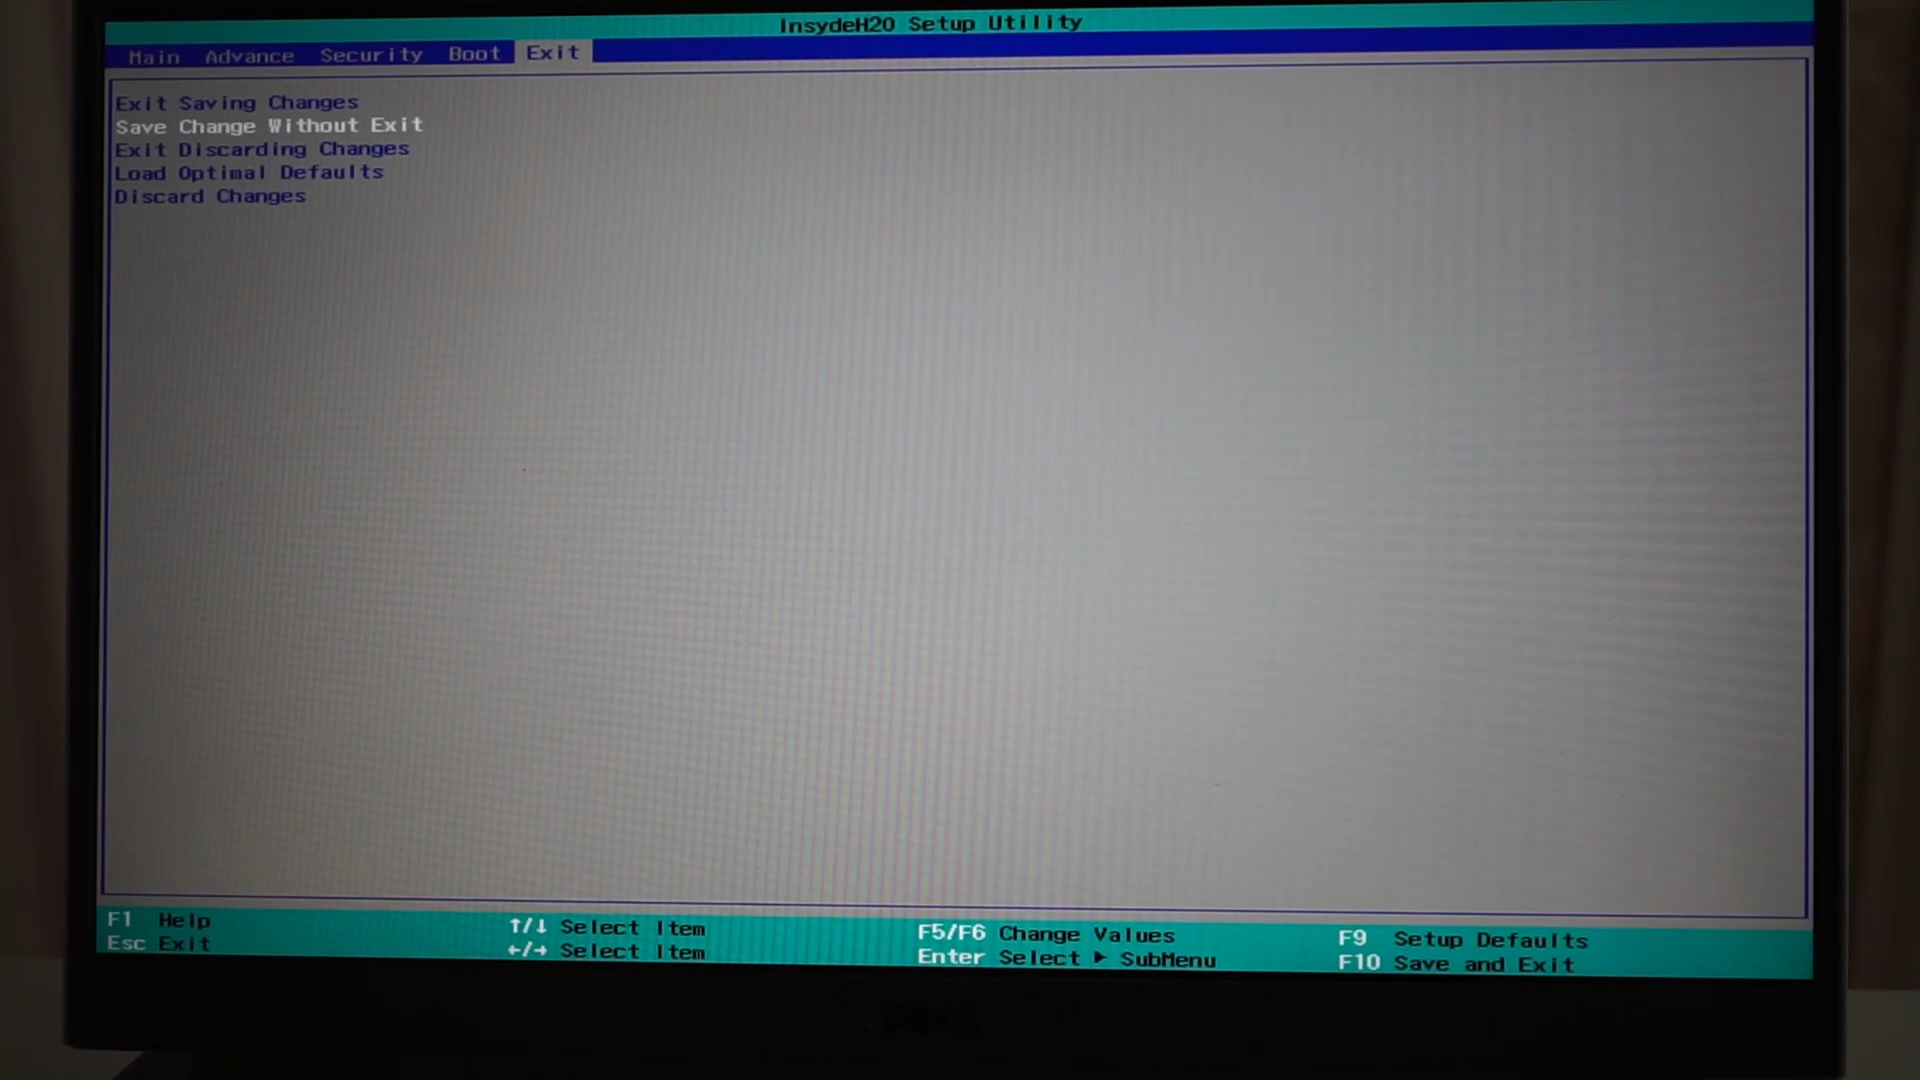 InsydeH20 Setup Utility
Main Advance Security Boot Exit
Exit Saving Changes
Save Change Without Exit
Exit Discarding Changes
Load Optimal Defaults
Discard Changes
F1 Help ↑/↓ Select Item F5/F6 Change Values F9 Setup Defaults
Esc Exit ←/→ Select Item Enter Select ▶ SubMenu F10 Save and Exit
DELL